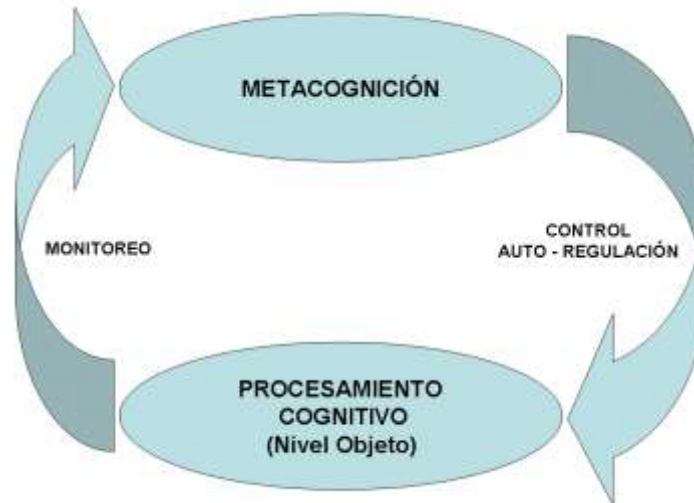 METACOGNICIÓN
MONITOREO
CONTROL
AUTO - REGULACIÓN
PROCESAMIENTO
COGNITIVO
(Nivel Objeto)